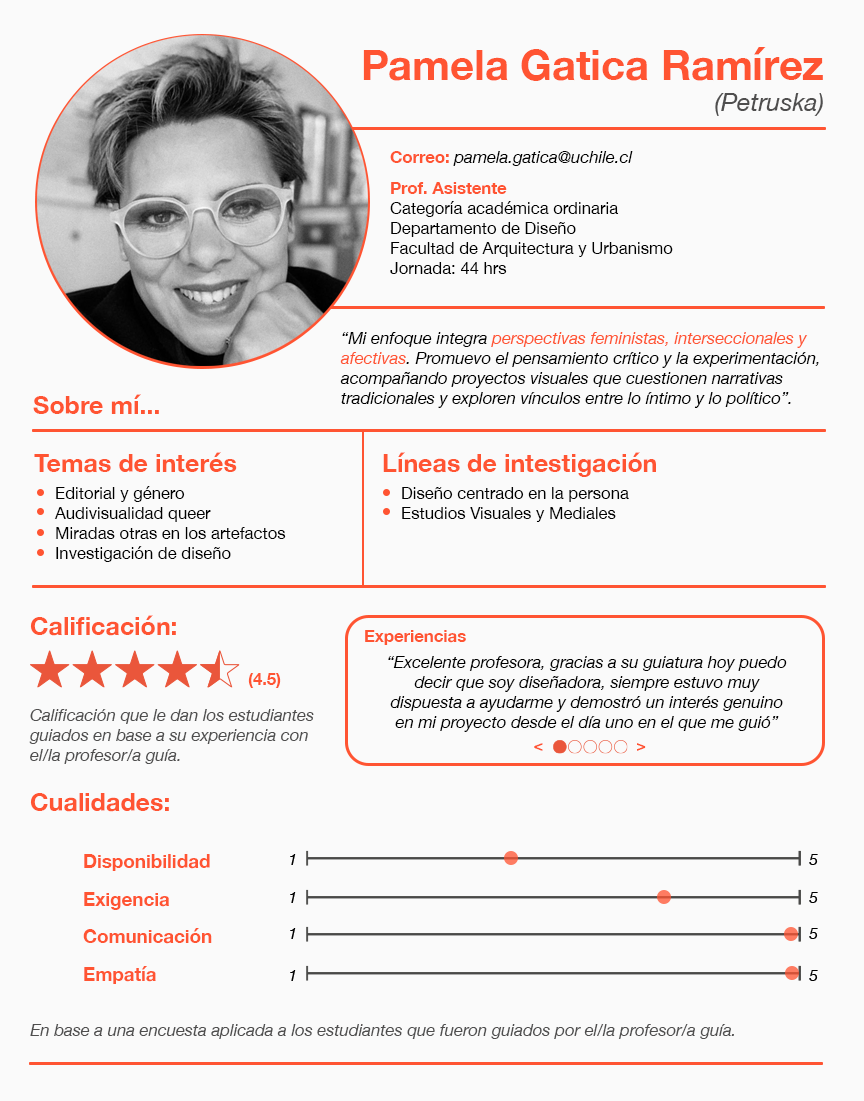 Pamela Gatica Ramírez
(Petruska)
Correo: pamela.gatica@uchile.cl
Prof. Asistente
Categoría académica ordinaria
Departamento de Diseño
Facultad de Arquitectura y Urbanismo
Jornada: 44 hrs
“Mi enfoque integra perspectivas feministas, interseccionales y
afectivas. Promuevo el pensamiento crítico y la experimentación,
acompañando proyectos visuales que cuestionen narrativas
tradicionales y exploren vínculos entre lo íntimo y lo político”.
Sobre mí...
Temas de interés
Editorial y género
Audivisualidad queer
Miradas otras en los artefactos
Investigación de diseño
Líneas de intestigación
Diseño centrado en la persona
Estudios Visuales y Mediales
Calificación:
(4.5)
Calificación que le dan los estudiantes
guiados en base a su experiencia con
el/la profesor/a guía.
Experiencias
“Excelente profesora, gracias a su guiatura hoy puedo
decir que soy diseñadora, siempre estuvo muy
dispuesta a ayudarme y demostró un interés genuino
en mi proyecto desde el día uno en el que me guió”
< >
Cualidades:
Disponibilidad 1 5
Exigencia 1 5
Comunicación 1 5
Empatía 1 5
En base a una encuesta aplicada a los estudiantes que fueron guiados por el/la profesor/a guía.